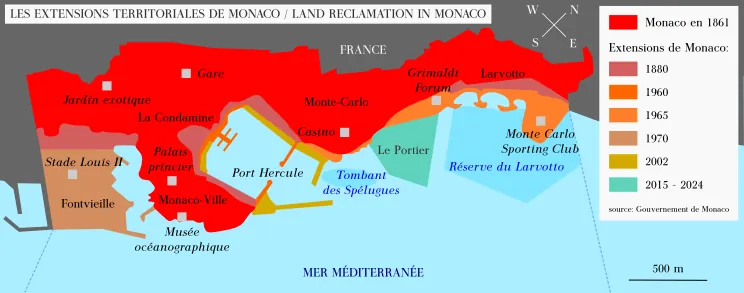 LES EXTENSIONS TERRITORIALES DE MONACO / LAND RECLAMATION IN MONACO
W N
S E
FRANCE
Monaco en 1861
Extensions de Monaco:
1880
1960
1965
1970
2002
2015 - 2024
source: Gouvernement de Monaco
Gare
Jardin exotique
Grimaldi
Forum
Larvotto
Monte-Carlo
La Condamine
Casino
Monte Carlo
Sporting Club
Stade Louis II
Palais
princier
Le Portier
Port Hercule
Tombant
des Spélugues
Réserve du Larvotto
Fontvieille
Monaco-Ville
Musée
océanographique
MER MÉDITERRANÉE
500 m